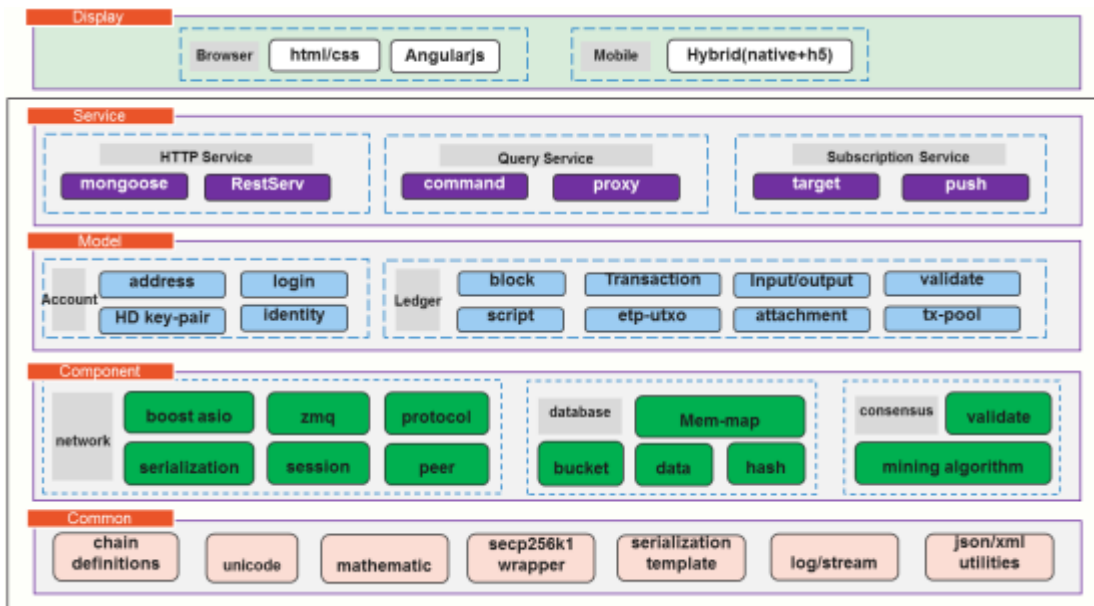 Display
Browser
html/css
Angularjs
Mobile
Hybrid(native+h5)
Service
HTTP Service
mongoose
RestServ
Query Service
command
proxy
Subscription Service
target
push
Model
Account
address
login
HD key-pair
identity
Ledger
block
Transaction
Input/output
validate
script
etp-utxo
attachment
tx-pool
Component
network
boost asio
zmq
protocol
serialization
session
peer
database
Mem-map
bucket
data
hash
consensus
validate
mining algorithm
Common
chain
definitions
unicode
mathematic
secp256k1
wrapper
serialization
template
log/stream
json/xml
utilities